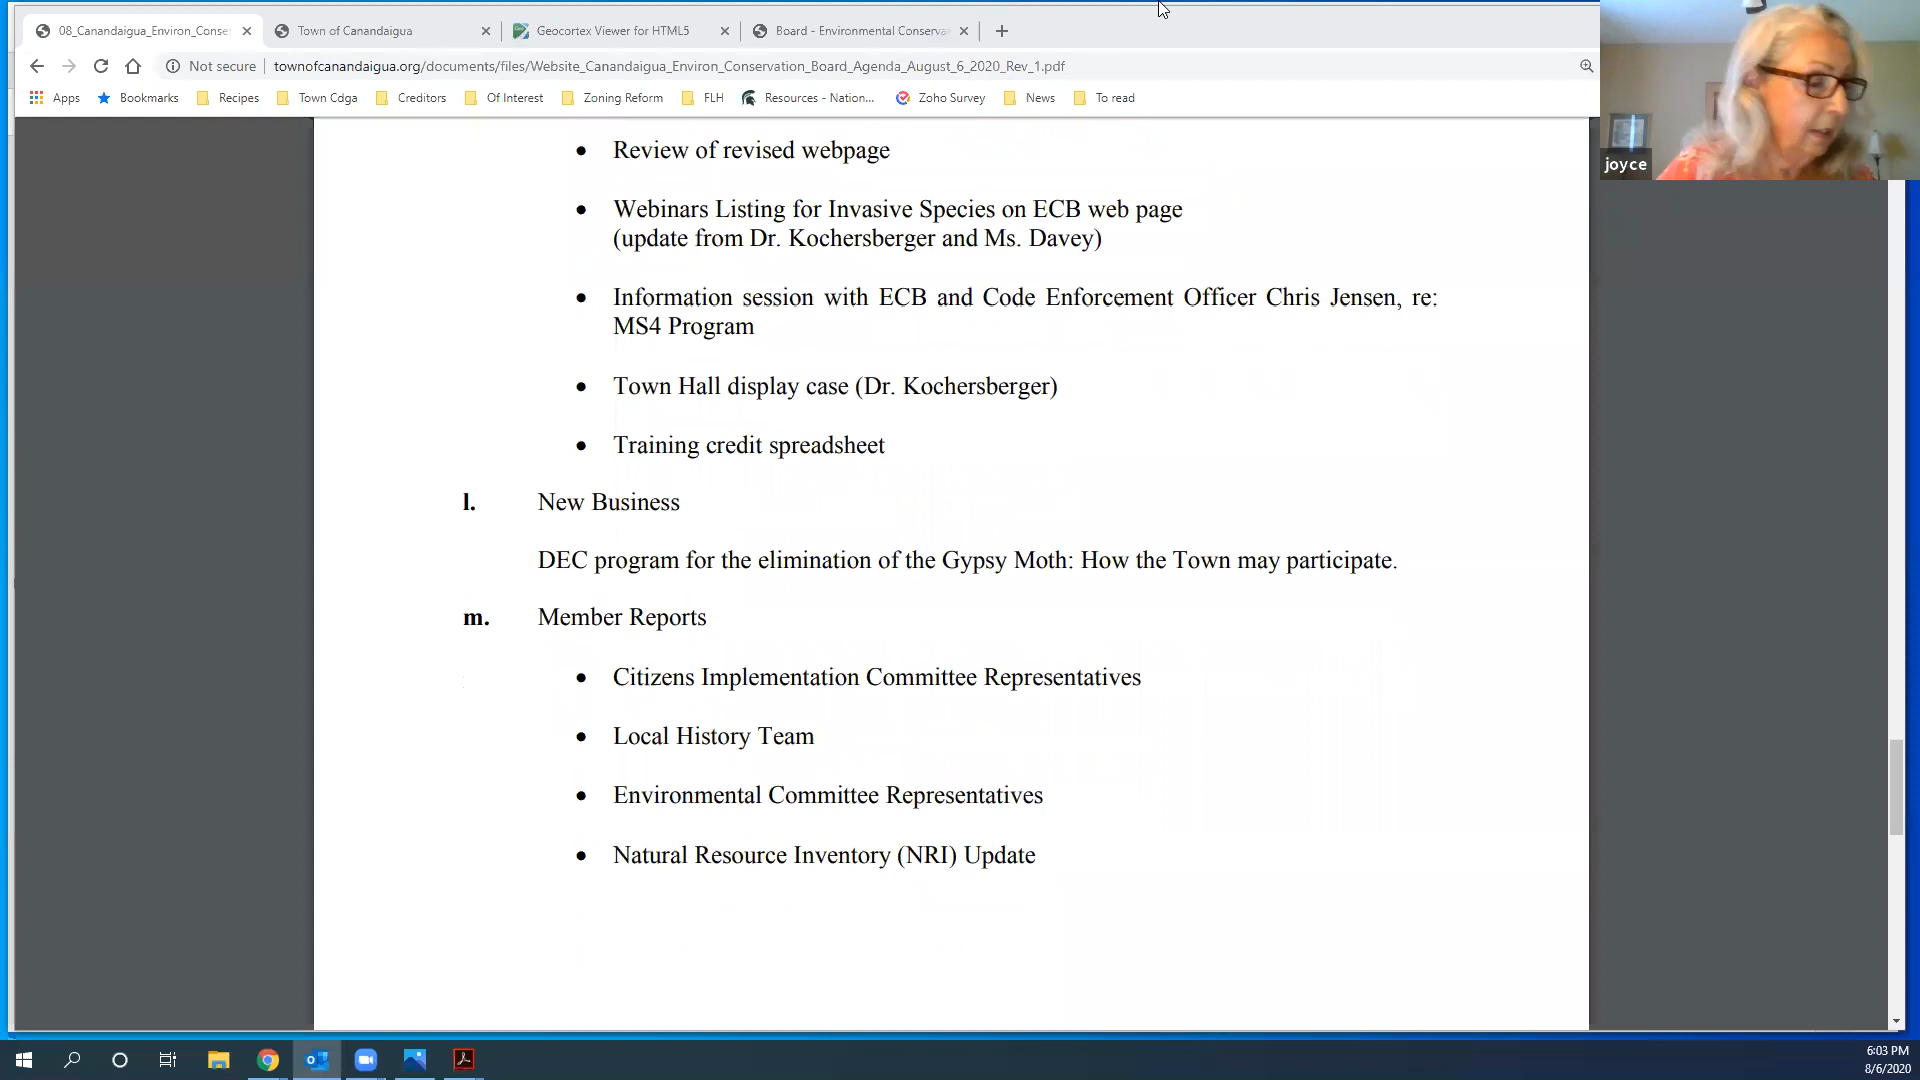 08_Canandaigua_Environ_Conse
Town of Canandaigua
Geocortex Viewer for HTML5
Board - Environmental Conserva
Not secure
townofcanandaigua.org/documents/files/Website_Canandaigua_Environ_Conservation_Board_Agenda_August_6_2020_Rev_1.pdf
Apps
Bookmarks
Recipes
Town Cdga
Creditors
Of Interest
Zoning Reform
FLH
Resources - Nation...
Zoho Survey
News
To read
joyce
• Review of revised webpage
• Webinars Listing for Invasive Species on ECB web page
(update from Dr. Kochersberger and Ms. Davey)
• Information session with ECB and Code Enforcement Officer Chris Jensen, re:
MS4 Program
• Town Hall display case (Dr. Kochersberger)
• Training credit spreadsheet
l. New Business
DEC program for the elimination of the Gypsy Moth: How the Town may participate.
m. Member Reports
• Citizens Implementation Committee Representatives
• Local History Team
• Environmental Committee Representatives
• Natural Resource Inventory (NRI) Update
6:03 PM
8/6/2020